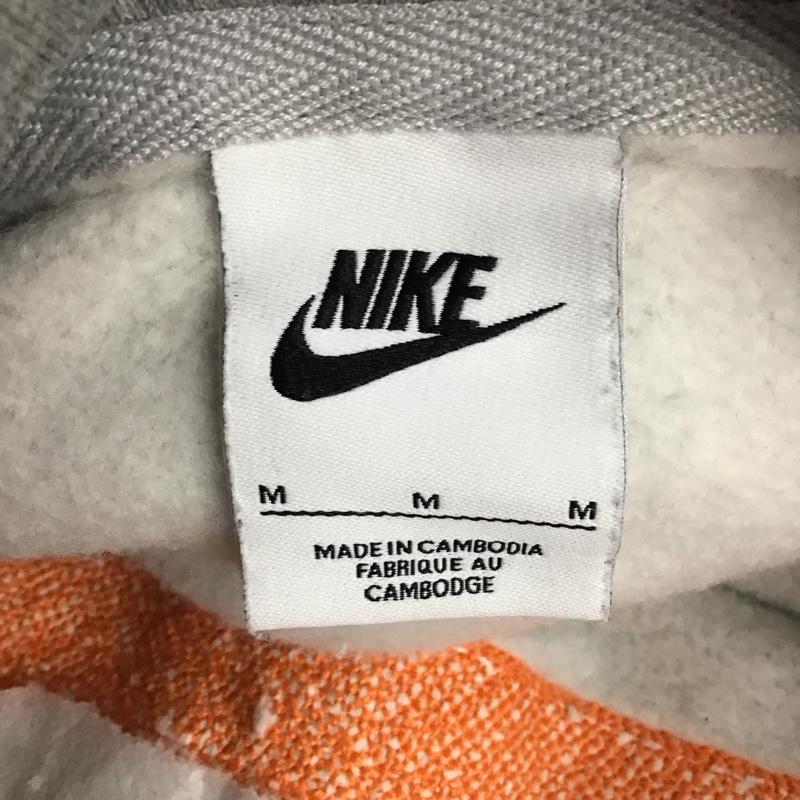 NIKE
M M M
MADE IN CAMBODIA
FABRIQUE AU
CAMBODGE